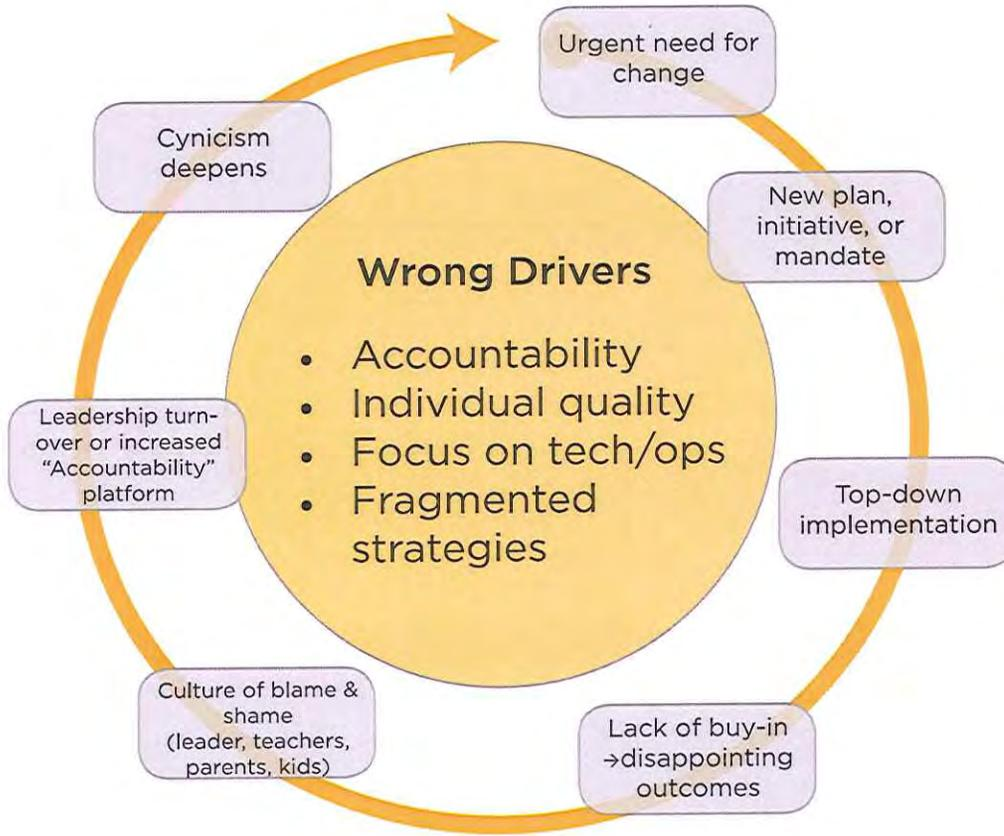 Urgent need for
change
New plan,
initiative, or
mandate
Top-down
implementation
Lack of buy-in
→disappointing
outcomes
Culture of blame &
shame
(leader, teachers,
parents, kids)
Leadership turn-
over or increased
“Accountability”
platform
Cynicism
deepens
Wrong Drivers
• Accountability
• Individual quality
• Focus on tech/ops
• Fragmented
strategies